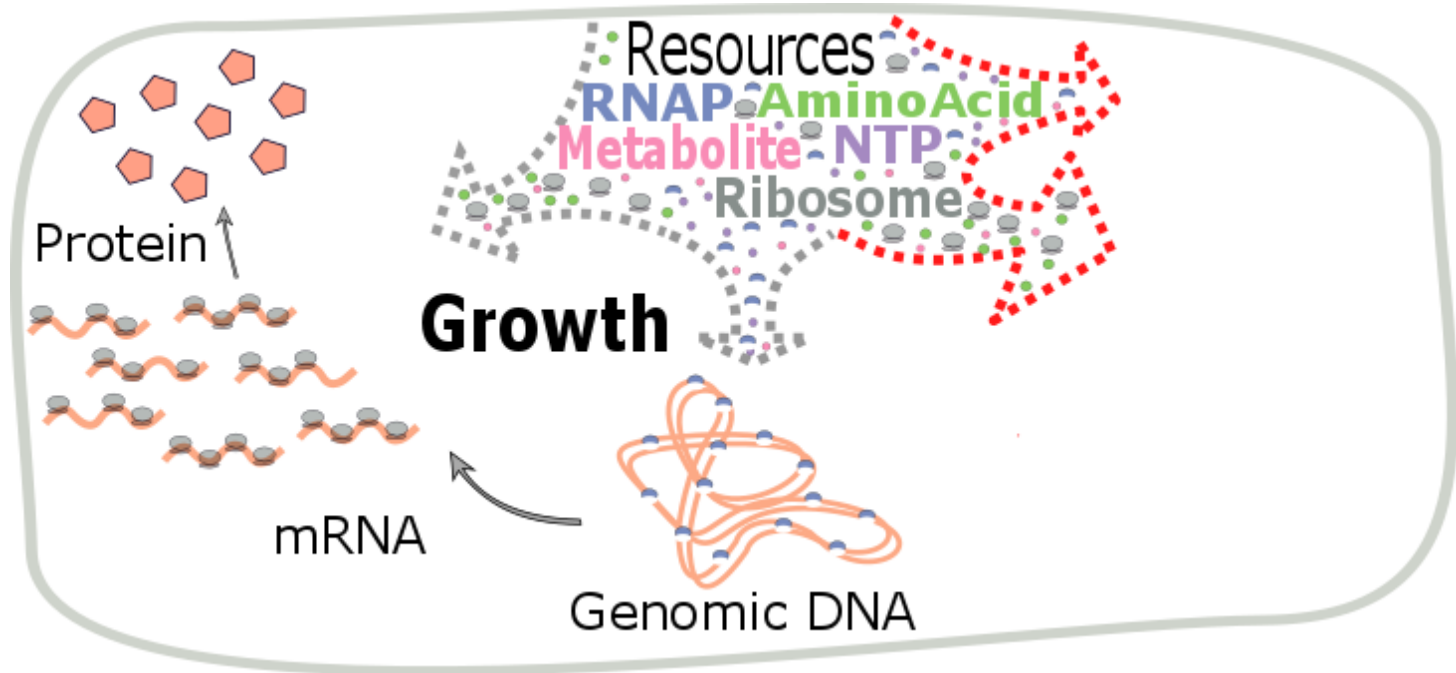 Resources
RNAP AminoAcid
Metabolite NTP
Ribosome
Protein
Growth
mRNA
Genomic DNA